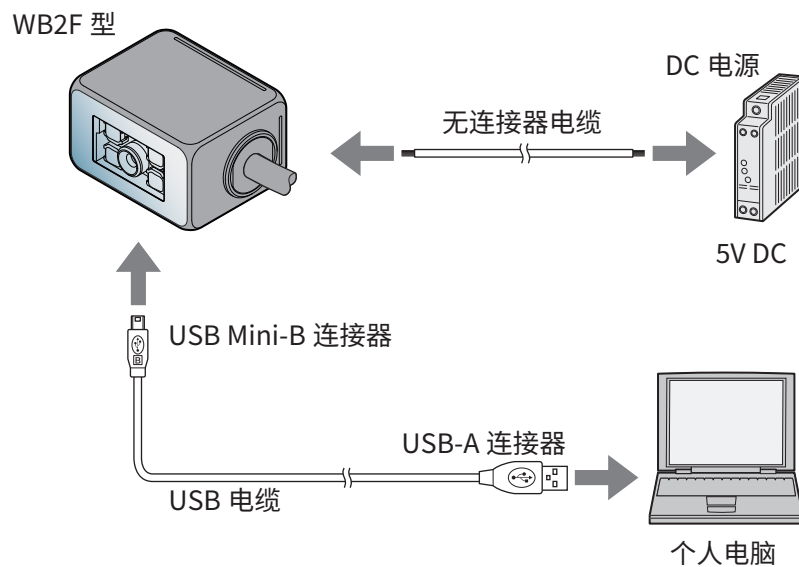 WB2F 型
DC 电源
无连接器电缆
5V DC
USB Mini-B 连接器
B
USB-A 连接器
USB 电缆
个人电脑